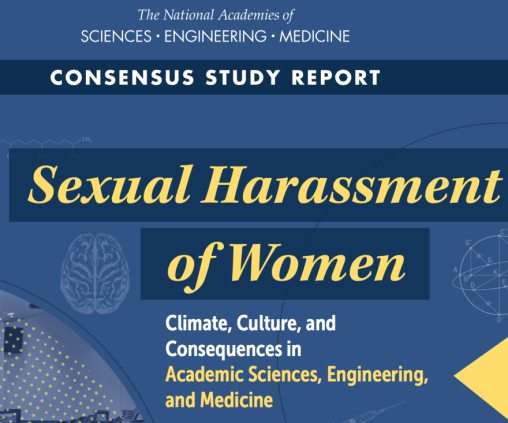 The National Academies of
SCIENCES • ENGINEERING • MEDICINE
CONSENSUS STUDY REPORT
Sexual Harassment
of Women
Climate, Culture, and
Consequences in
Academic Sciences, Engineering,
and Medicine